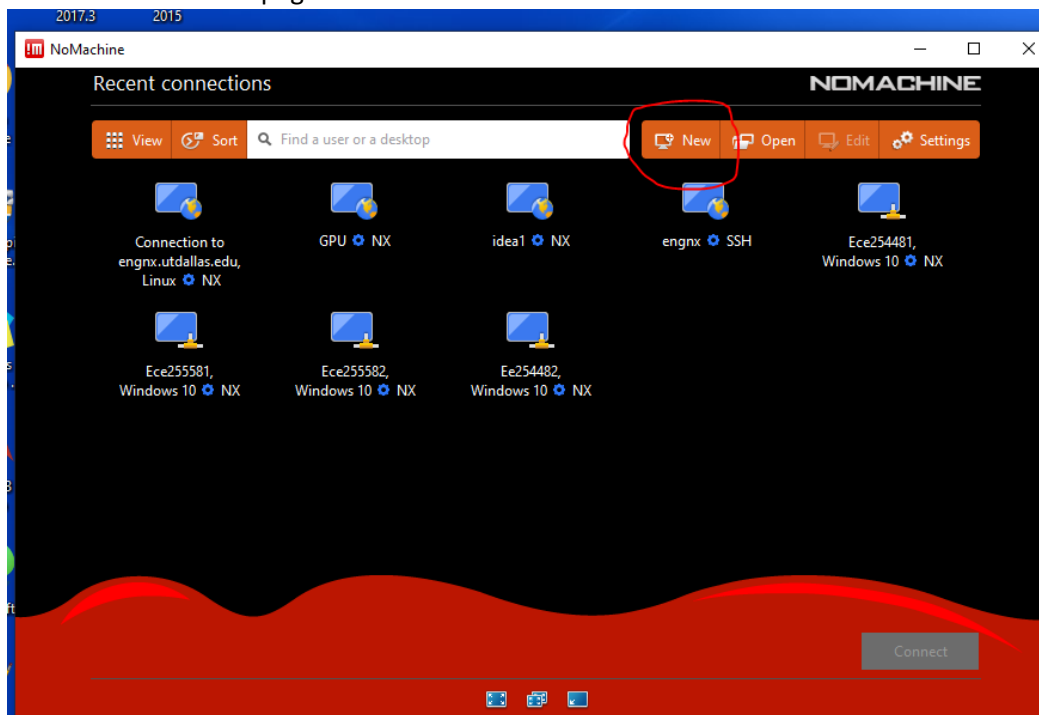 2017.3 2015
NoMachine
Recent connections NOMACHINE
View Sort Find a user or a desktop New Open Edit Settings
Connection to
engnx.utdallas.edu,
Linux NX
GPU NX
idea1 NX
engnx SSH
Ece254481,
Windows 10 NX
Ece255581,
Windows 10 NX
Ece255582,
Windows 10 NX
Ee254482,
Windows 10 NX
Connect